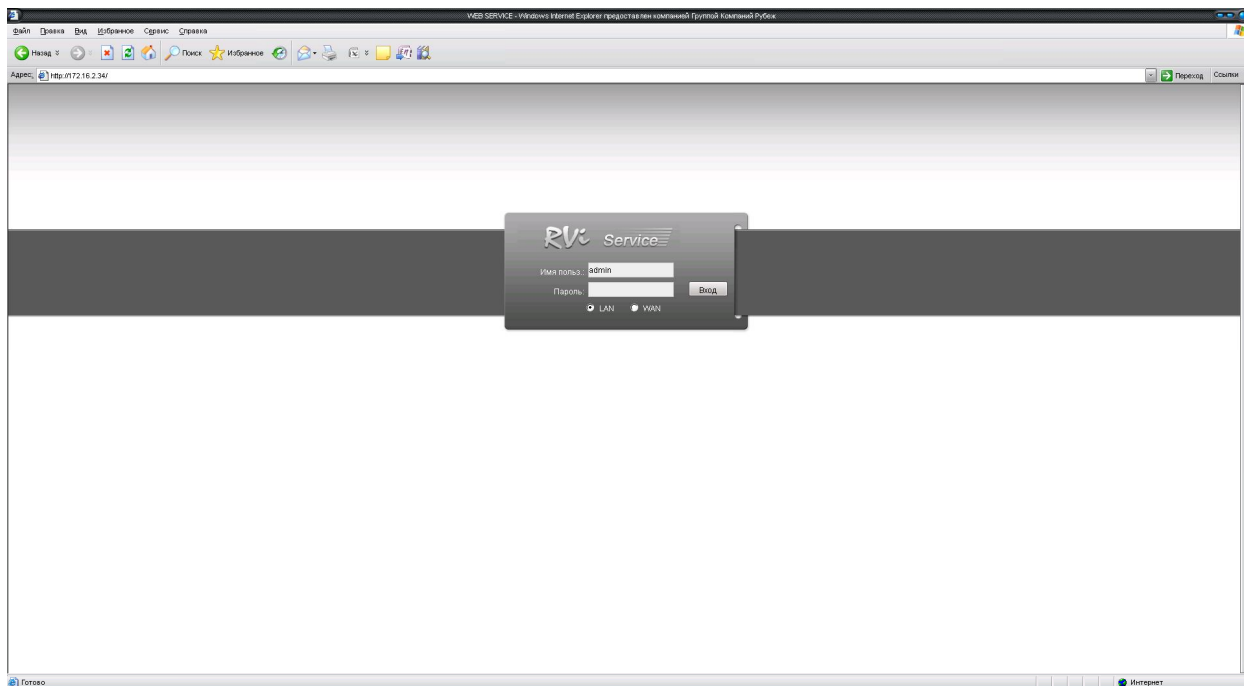 WEB SERVICE - Windows Internet Explorer предоставлен компанией Группой Компаний Рубеж
Файл Правка Вид Избранное Сервис Справка
Назад Поиск Избранное
Адрес: http://172.16.2.34/ Переход Ссылки
RVi Service
Имя польз.: admin
Пароль: Вход
LAN WAN
Готово Интернет